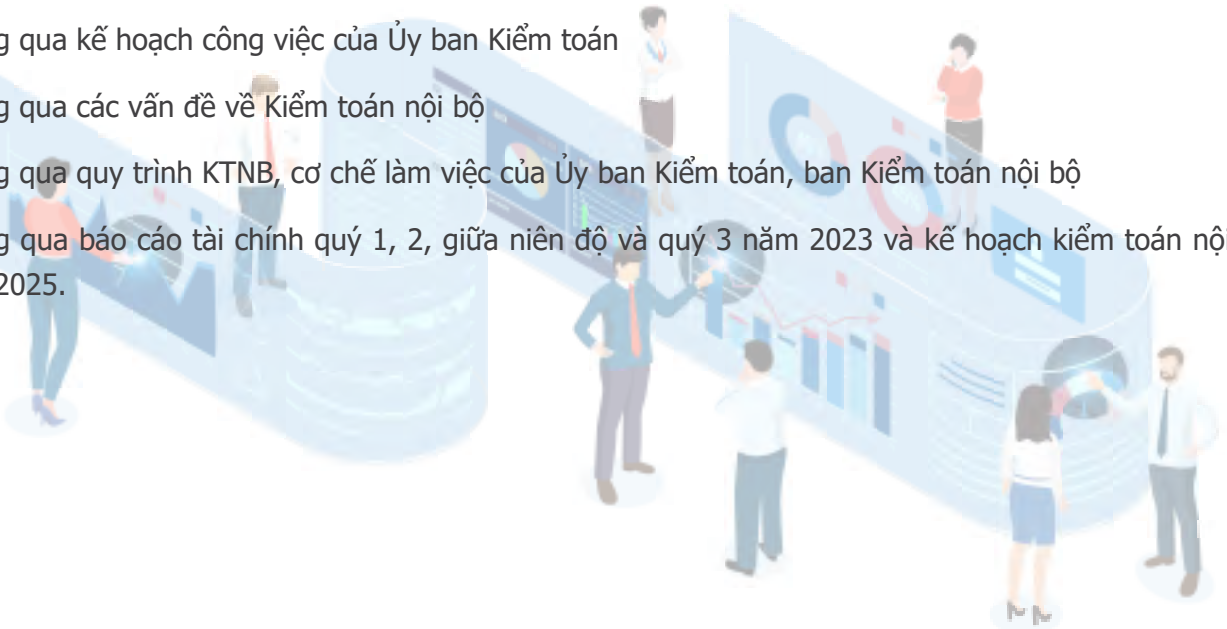 g qua kế hoạch công việc của Ủy ban Kiểm toán
g qua các vấn đề về Kiểm toán nội bộ
g qua quy trình KTNB, cơ chế làm việc của Ủy ban Kiểm toán, ban Kiểm toán nội bộ
g qua báo cáo tài chính quý 1, 2, giữa niên độ và quý 3 năm 2023 và kế hoạch kiểm toán nội
2025.